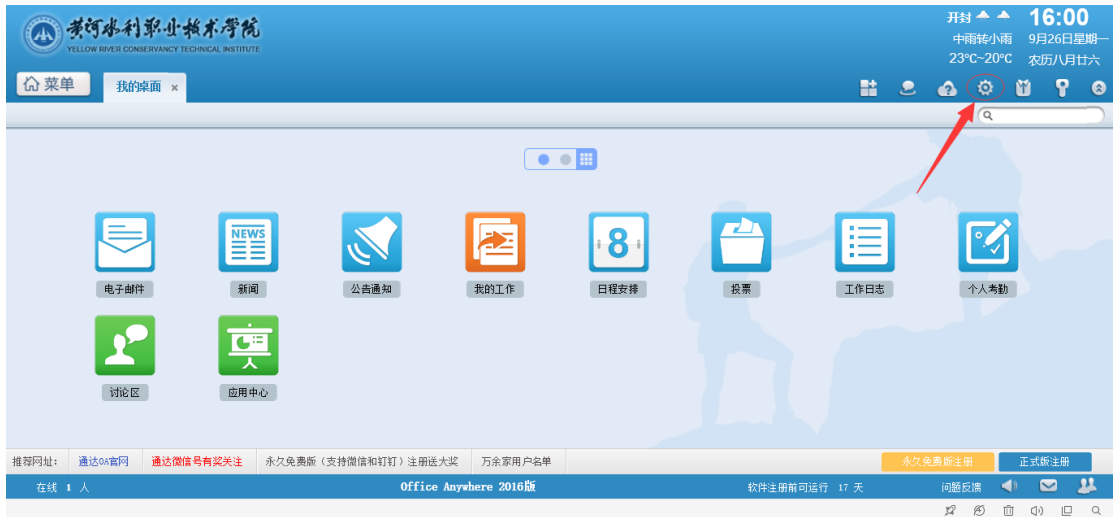 黄河水利职业技术学院
YELLOW RIVER CONSERVANCY TECHNICAL INSTITUTE
开封 16:00
中雨转小雨 9月26日星期一
23°C~20°C 农历八月廿六
菜单 我的桌面 ×
8
NEWS
电子邮件 新闻 公告通知 我的工作 日程安排 投票 工作日志 个人考勤
讨论区 应用中心
推荐网址： 通达OA官网 通达微信号有奖关注 永久免费版（支持微信和钉钉）注册送大奖 万余家用户名单 永久免费版注册 正式版注册
在线 1 人 Office Anywhere 2016版 软件注册前可运行 17 天 问题反馈